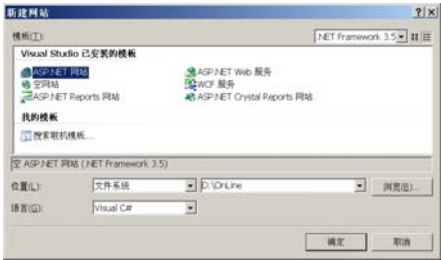 新建网站
模板(T):
.NET Framework 3.5
Visual Studio 已安装的模板
ASP.NET 网站
ASP.NET Web 服务
空网站
WCF 服务
ASP.NET Reports 网站
ASP.NET Crystal Reports 网站
我的模板
搜索联机模板...
空 ASP.NET 网站 (.NET Framework 3.5)
位置(L):
文件系统
D:\OnLine
浏览(B)...
语言(G):
Visual C#
确定
取消